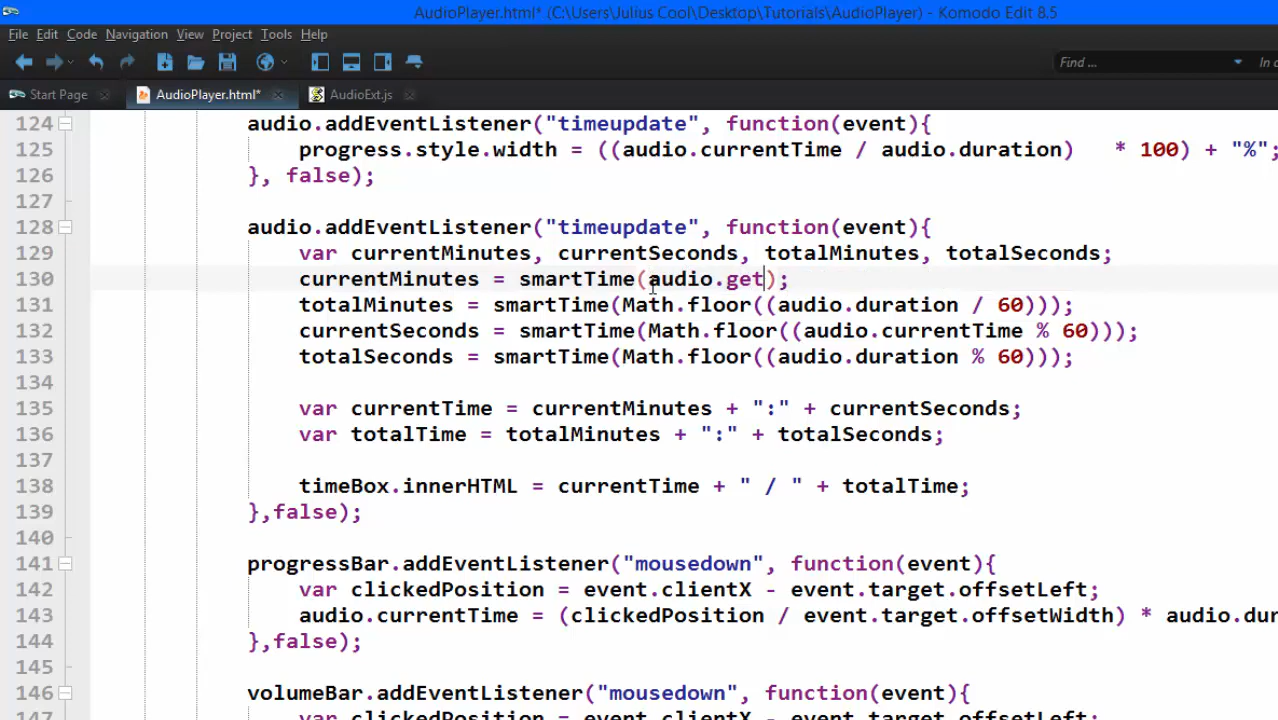 AudioPlayer.html* (C:\Users\Julius Cool\Desktop\Tutorials\AudioPlayer) - Komodo Edit 8.5
File Edit Code Navigation View Project Tools Help
Find ...
In c
Start Page AudioPlayer.html* AudioExt.js
124 audio.addEventListener("timeupdate", function(event){
125 progress.style.width = ((audio.currentTime / audio.duration) * 100) + "%";
126 }, false);
127
128 audio.addEventListener("timeupdate", function(event){
129 var currentMinutes, currentSeconds, totalMinutes, totalSeconds;
130 currentMinutes = smartTime(audio.get);
131 totalMinutes = smartTime(Math.floor((audio.duration / 60)));
132 currentSeconds = smartTime(Math.floor((audio.currentTime % 60)));
133 totalSeconds = smartTime(Math.floor((audio.duration % 60)));
134
135 var currentTime = currentMinutes + ":" + currentSeconds;
136 var totalTime = totalMinutes + ":" + totalSeconds;
137
138 timeBox.innerHTML = currentTime + " / " + totalTime;
139 },false);
140
141 progressBar.addEventListener("mousedown", function(event){
142 var clickedPosition = event.clientX - event.target.offsetLeft;
143 audio.currentTime = (clickedPosition / event.target.offsetWidth) * audio.dur
144 },false);
145
146 volumeBar.addEventListener("mousedown", function(event){
147 var clickedPosition = event.clientX - event.target.offsetLeft;